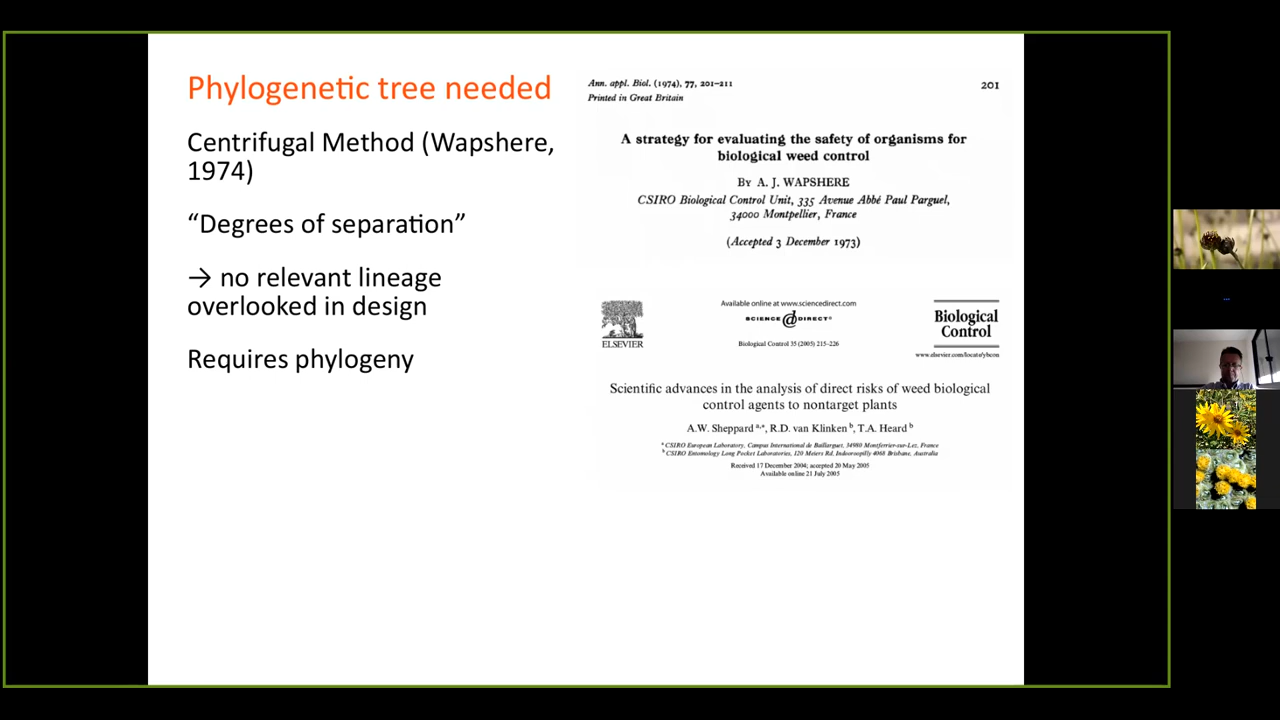 Phylogenetic tree needed
Centrifugal Method (Wapshere,
1974)
“Degrees of separation”
→ no relevant lineage
overlooked in design
Requires phylogeny
Ann. appl. Biol. (1974), 77, 201–211
Printed in Great Britain
201
A strategy for evaluating the safety of organisms for
biological weed control
By A. J. WAPSHERE
CSIRO Biological Control Unit, 335 Avenue Abbé Paul Parguel,
34000 Montpellier, France
(Accepted 3 December 1973)
ELSEVIER
Available online at www.sciencedirect.com
SCIENCE @ DIRECT®
Biological Control 35 (2005) 215–226
Biological
Control
www.elsevier.com/locate/ybcon
Scientific advances in the analysis of direct risks of weed biological
control agents to nontarget plants
A.W. Sheppard a,*, R.D. van Klinken b, T.A. Heard b
a CSIRO European Laboratory, Campus International de Baillarguet, 34980 Montferrier-sur-Lez, France
b CSIRO Entomology Long Pocket Laboratories, 120 Meiers Rd, Indooroopilly 4068 Brisbane, Australia
Received 17 December 2004; accepted 20 May 2005
Available online 21 July 2005
...